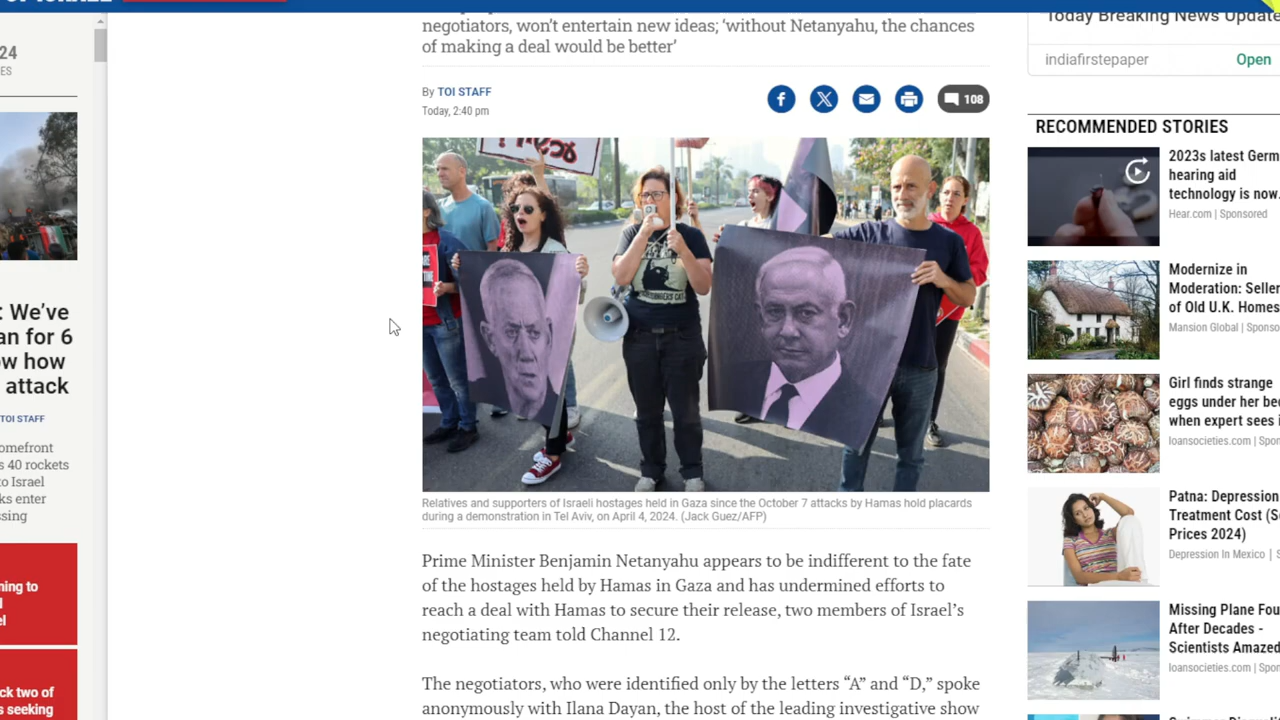 OF ISRAEL
negotiators, won't entertain new ideas; 'without Netanyahu, the chances
of making a deal would be better'
By TOI STAFF
Today, 2:40 pm
108
Relatives and supporters of Israeli hostages held in Gaza since the October 7 attacks by Hamas hold placards
during a demonstration in Tel Aviv, on April 4, 2024. (Jack Guez/AFP)
Prime Minister Benjamin Netanyahu appears to be indifferent to the fate
of the hostages held by Hamas in Gaza and has undermined efforts to
reach a deal with Hamas to secure their release, two members of Israel's
negotiating team told Channel 12.
The negotiators, who were identified only by the letters “A” and “D,” spoke
anonymously with Ilana Dayan, the host of the leading investigative show
24
ES
: We've
an for 6
ow how
attack
TOI STAFF
omefront
s 40 rockets
to Israel
ks enter
ssing
ning to
l
el
ck two of
s seeking
Today Breaking News Update
indiafirstepaper
Open
RECOMMENDED STORIES
2023s latest Germ
hearing aid
technology is now.
Hear.com | Sponsored
Modernize in
Moderation: Seller
of Old U.K. Homes
Mansion Global | Sponso
Girl finds strange
eggs under her be
when expert sees i
loansocieties.com | Spon
Patna: Depression
Treatment Cost (S
Prices 2024)
Depression In Mexico | S
Missing Plane Fou
After Decades -
Scientists Amazed
loansocieties.com | Spon